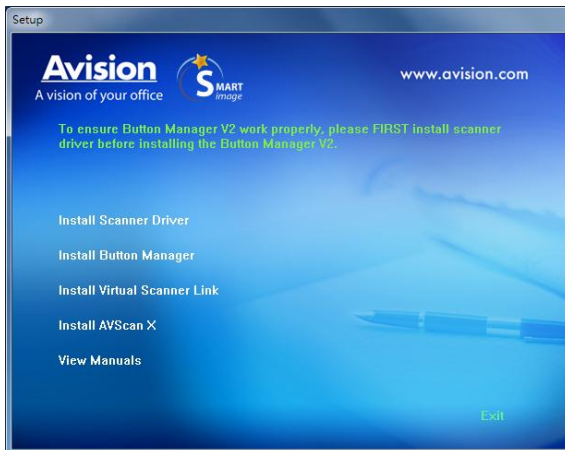 Setup
Avision
A vision of your office
SMART
image
www.avision.com
To ensure Button Manager V2 work properly, please FIRST install scanner
driver before installing the Button Manager V2.
Install Scanner Driver
Install Button Manager
Install Virtual Scanner Link
Install AVScan X
View Manuals
Exit